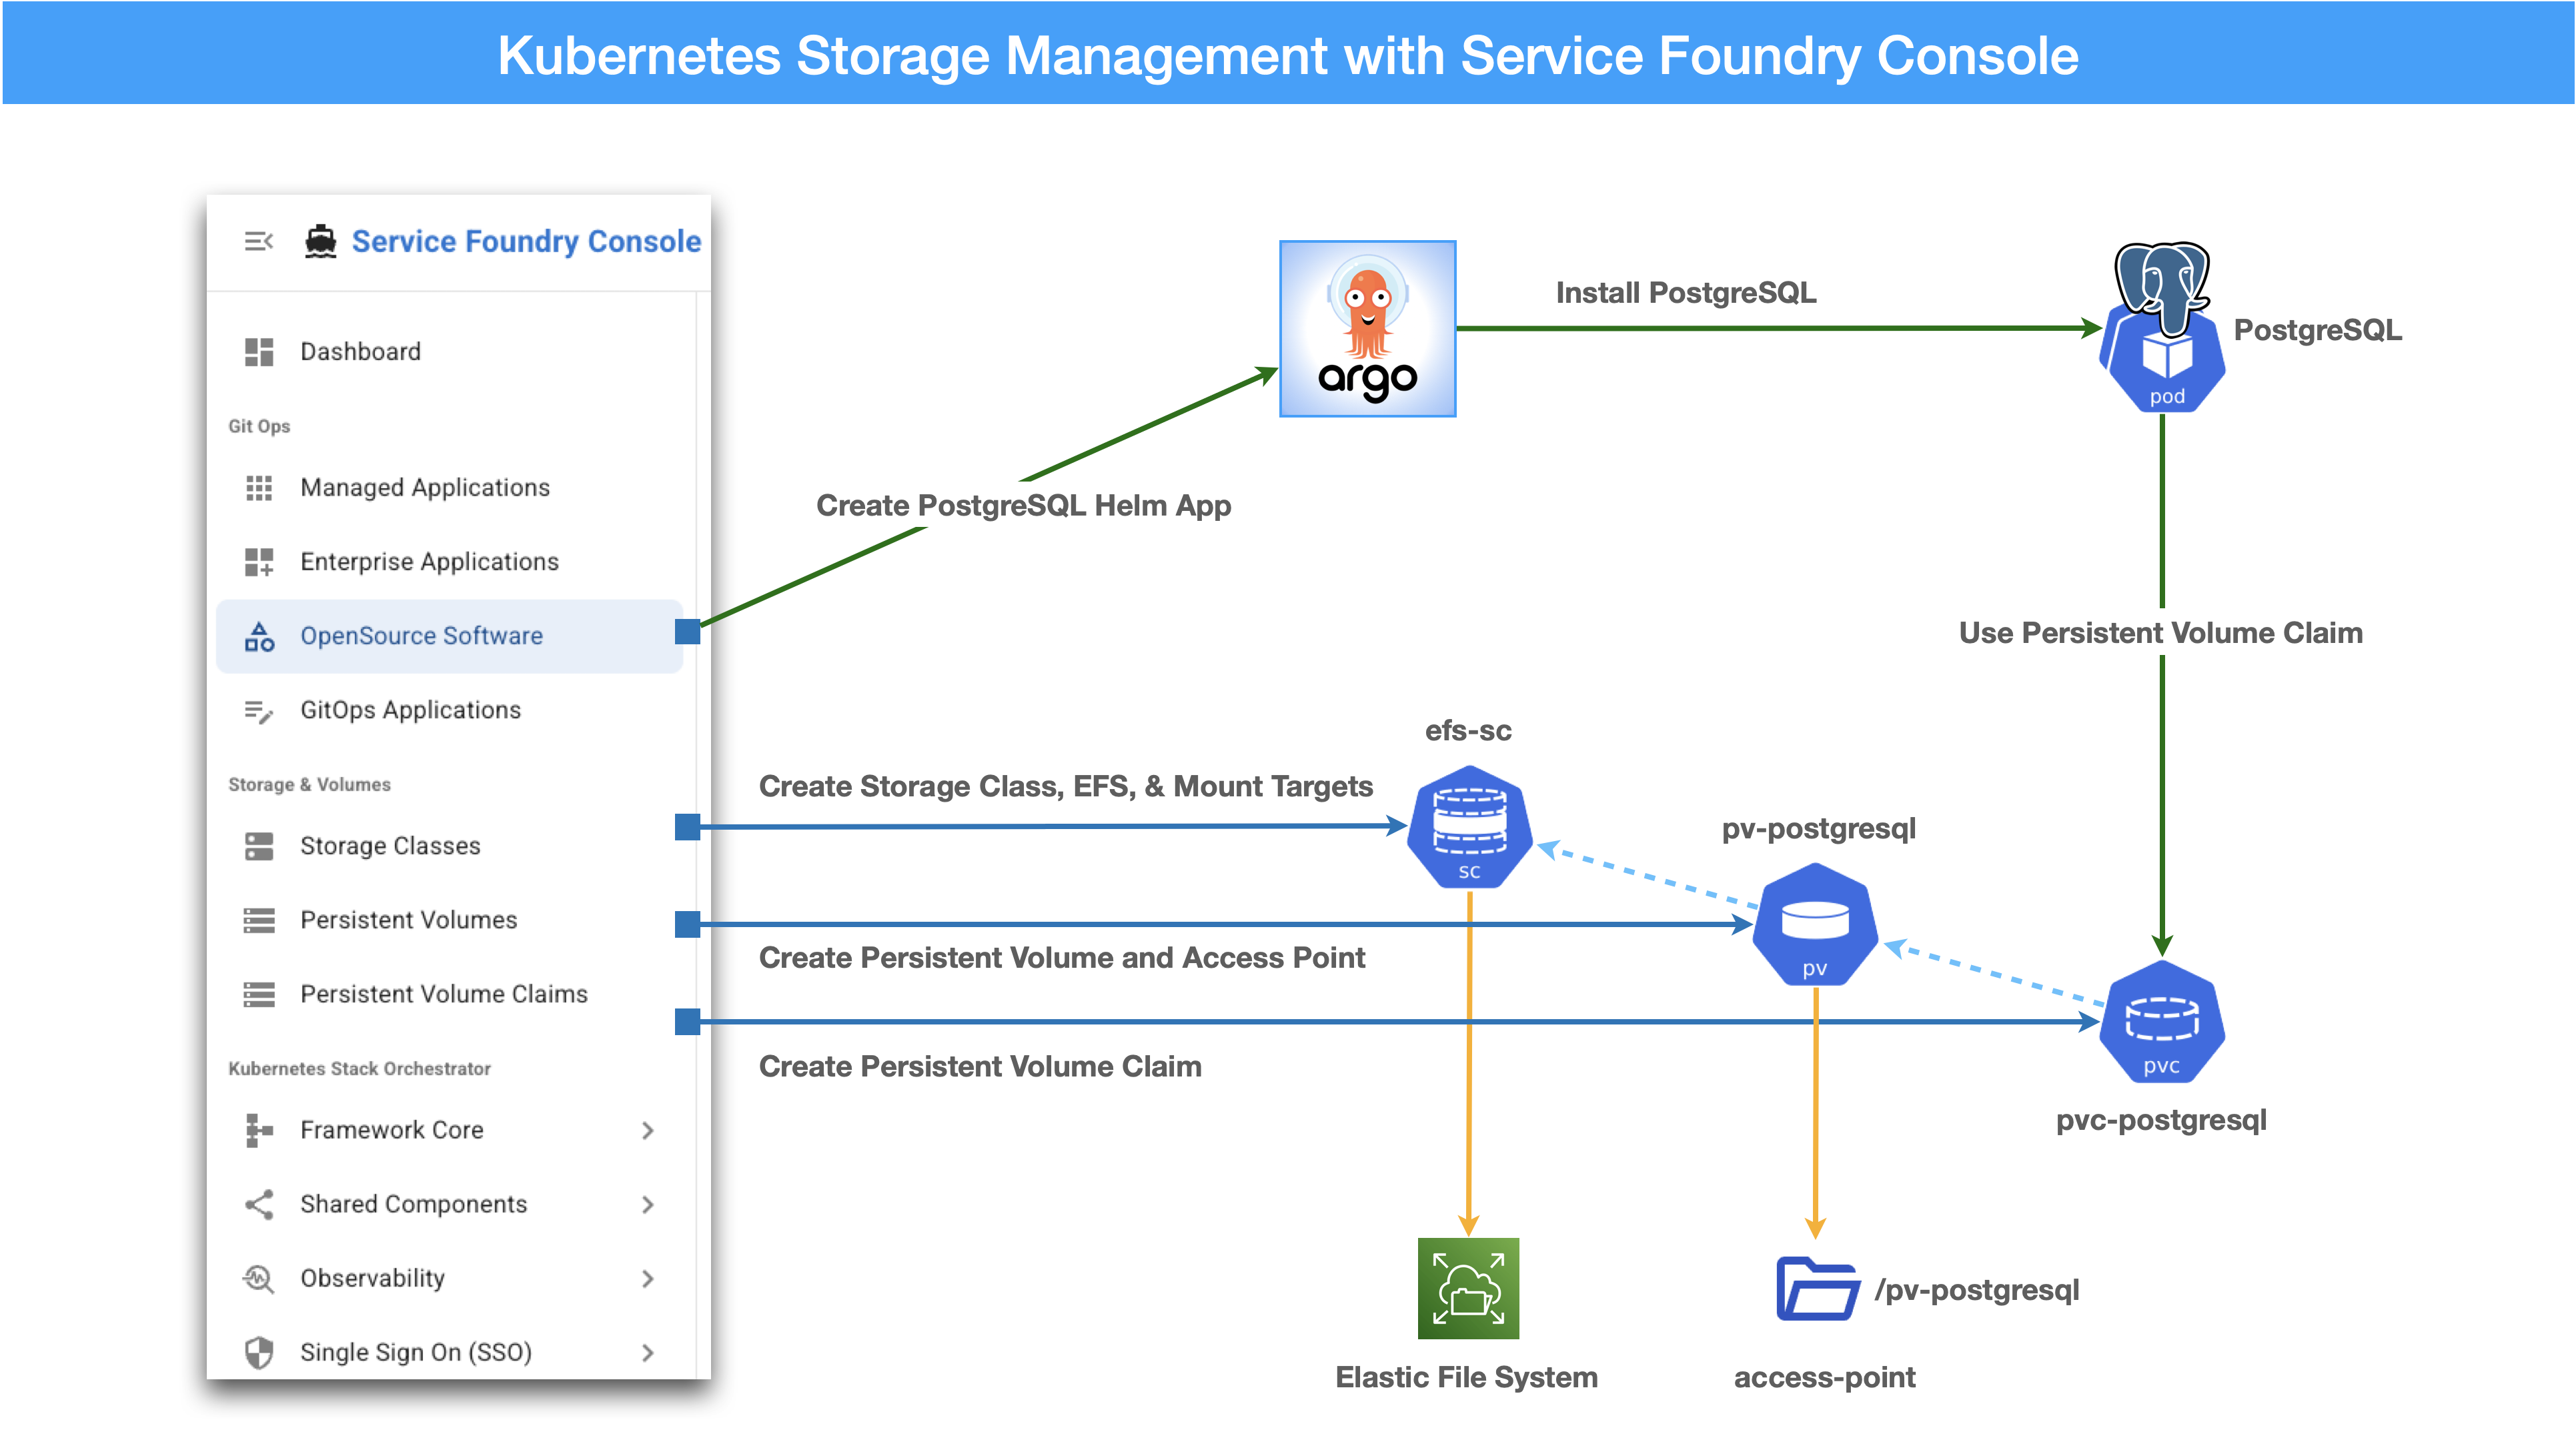 Kubernetes Storage Management with Service Foundry Console
Service Foundry Console
Dashboard
Git Ops
Managed Applications
Enterprise Applications
OpenSource Software
GitOps Applications
Storage & Volumes
Storage Classes
Persistent Volumes
Persistent Volume Claims
Kubernetes Stack Orchestrator
Framework Core
Shared Components
Observability
Single Sign On (SSO)
argo
Install PostgreSQL
PostgreSQL
pod
Create PostgreSQL Helm App
Use Persistent Volume Claim
efs-sc
Create Storage Class, EFS, & Mount Targets
sc
pv-postgresql
Create Persistent Volume and Access Point
pv
Create Persistent Volume Claim
pvc
pvc-postgresql
/pv-postgresql
Elastic File System
access-point